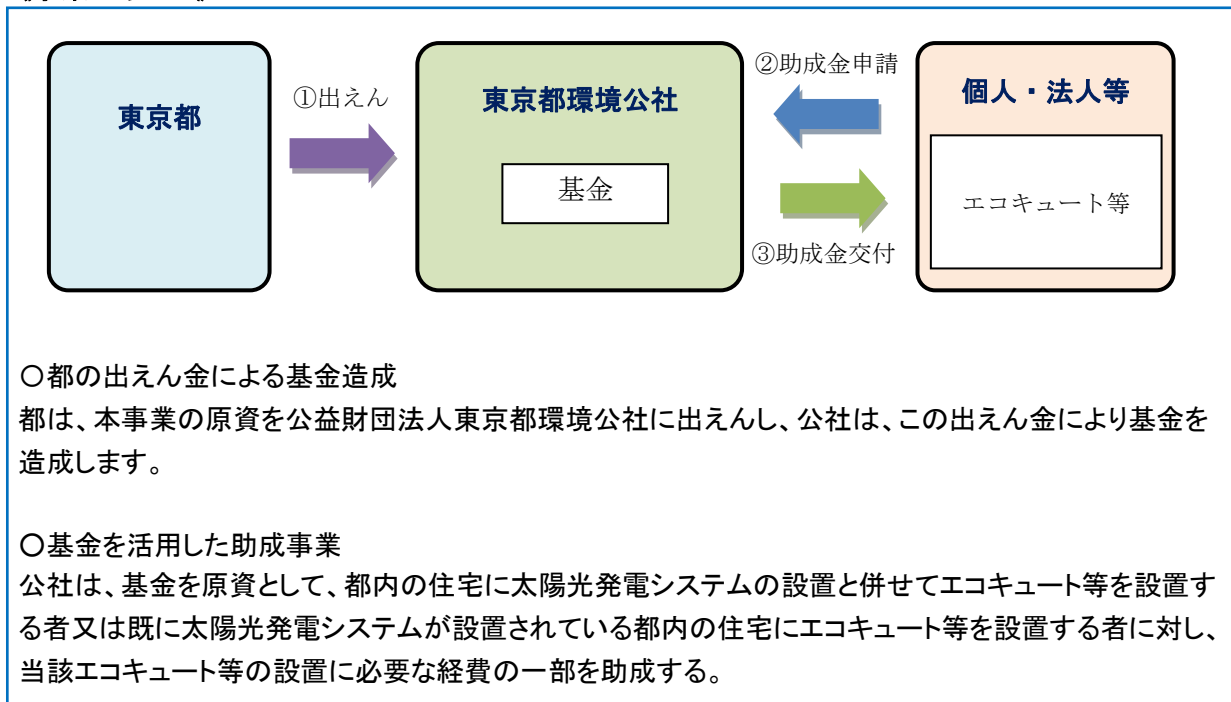 東京都
①出えん
東京都環境公社
基金
②助成金申請
③助成金交付
個人・法人等
エコキュート等
○都の出えん金による基金造成
都は、本事業の原資を公益財団法人東京都環境公社に出えんし、公社は、この出えん金により基金を
造成します。
○基金を活用した助成事業
公社は、基金を原資として、都内の住宅に太陽光発電システムの設置と併せてエコキュート等を設置す
る者又は既に太陽光発電システムが設置されている都内の住宅にエコキュート等を設置する者に対し、
当該エコキュート等の設置に必要な経費の一部を助成する。